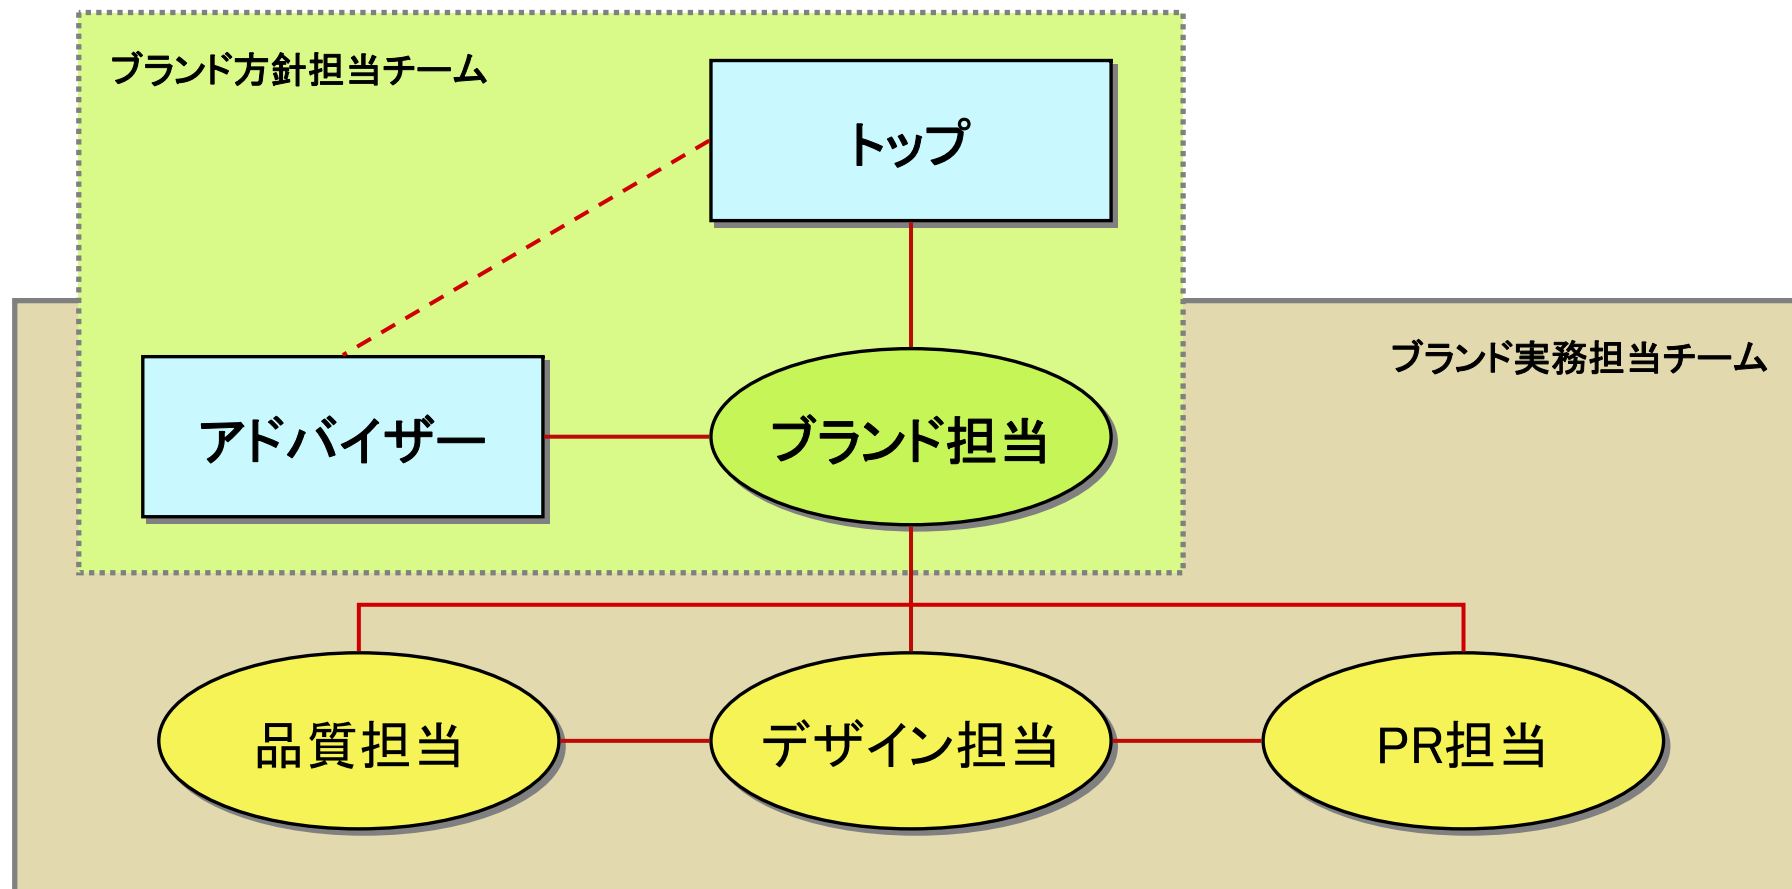 ブランド方針担当チーム
トップ
ブランド実務担当チーム
アドバイザー
ブランド担当
品質担当
デザイン担当
PR担当